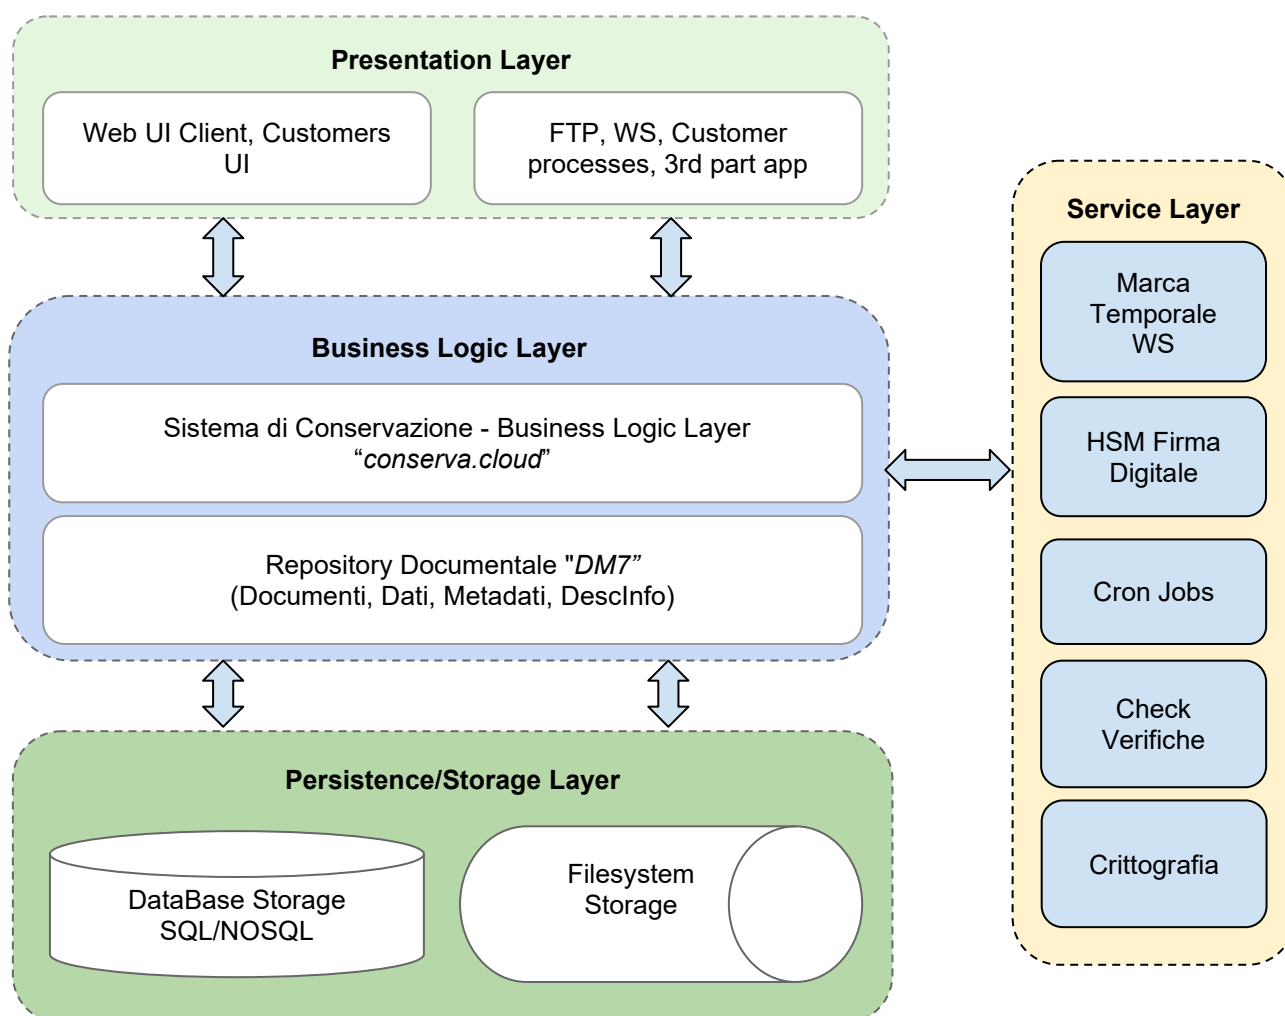 Presentation Layer
Web UI Client, Customers
UI
FTP, WS, Customer
processes, 3rd part app
Business Logic Layer
Sistema di Conservazione - Business Logic Layer
“conserva.cloud”
Repository Documentale "DM7”
(Documenti, Dati, Metadati, DescInfo)
Persistence/Storage Layer
DataBase Storage
SQL/NOSQL
Filesystem
Storage
Service Layer
Marca
Temporale
WS
HSM Firma
Digitale
Cron Jobs
Check
Verifiche
Crittografia